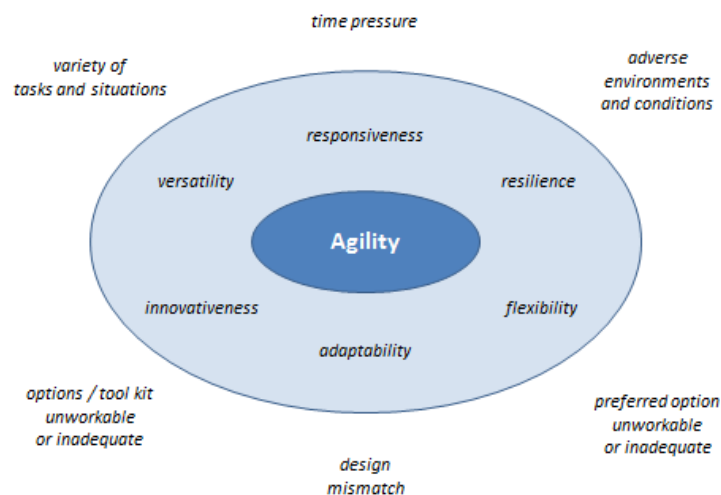 time pressure
variety of
tasks and situations
adverse
environments
and conditions
responsiveness
versatility
resilience
Agility
innovativeness
flexibility
adaptability
options / tool kit
unworkable
or inadequate
preferred option
unworkable
or inadequate
design
mismatch